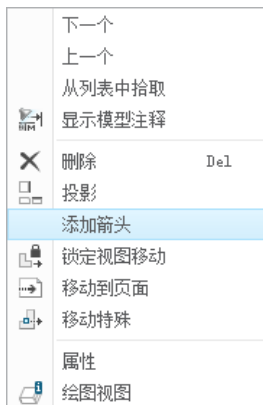 下一个
上一个
从列表中拾取
显示模型注释
删除 Del
投影
添加箭头
锁定视图移动
移动到页面
移动特殊
属性
绘图视图